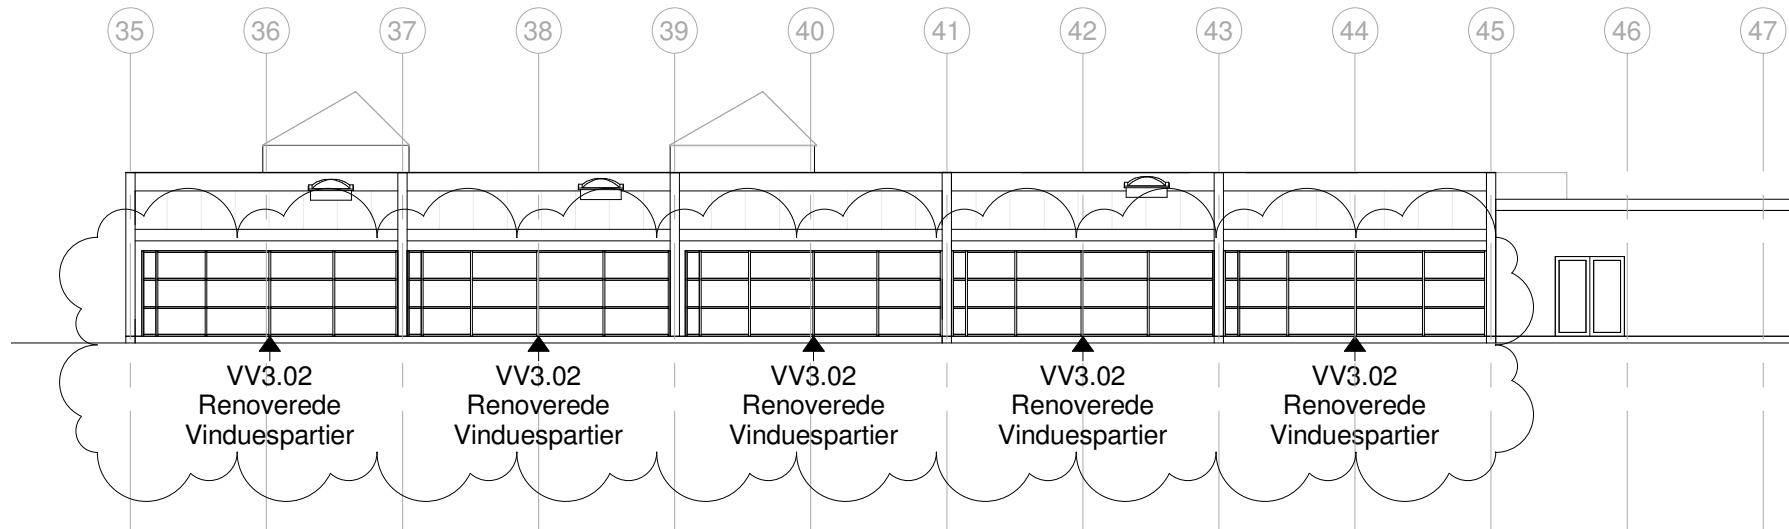 35 36 37 38 39 40 41 42 43 44 45 46 47
VV3.02 VV3.02 VV3.02 VV3.02 VV3.02
Renoverede Renoverede Renoverede Renoverede Renoverede
Vinduespartier Vinduespartier Vinduespartier Vinduespartier Vinduespartier